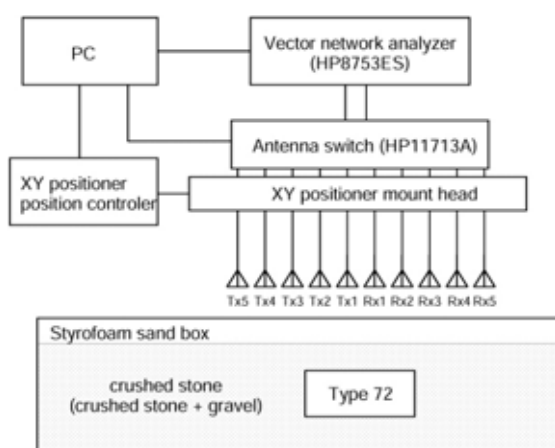 PC
Vector network analyzer
(HP8753ES)
Antenna switch (HP11713A)
XY positioner
position controler
XY positioner mount head
Tx5 Tx4 Tx3 Tx2 Tx1 Rx1 Rx2 Rx3 Rx4 Rx5
Styrofoam sand box
crushed stone
(crushed stone + gravel)
Type 72